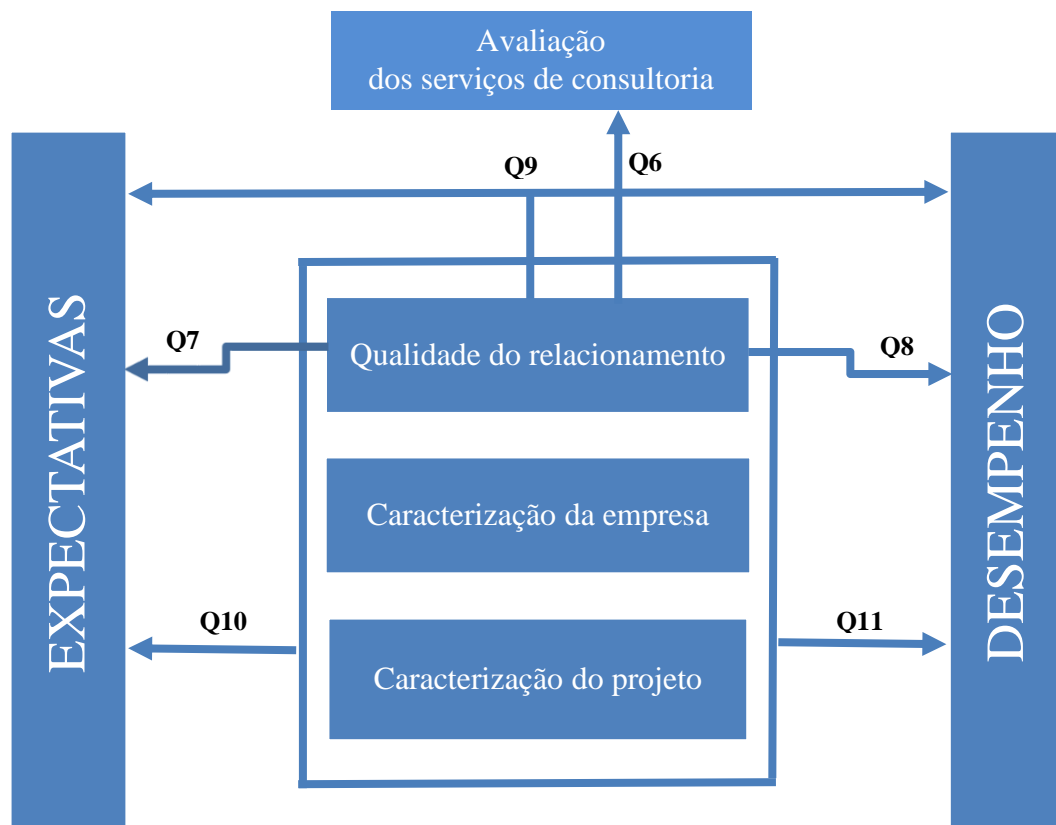 Avaliação
dos serviços de consultoria
Q9
Q6
EXPECTATIVAS
DESEMPENHO
Q7
Qualidade do relacionamento
Q8
Caracterização da empresa
Q10
Q11
Caracterização do projeto